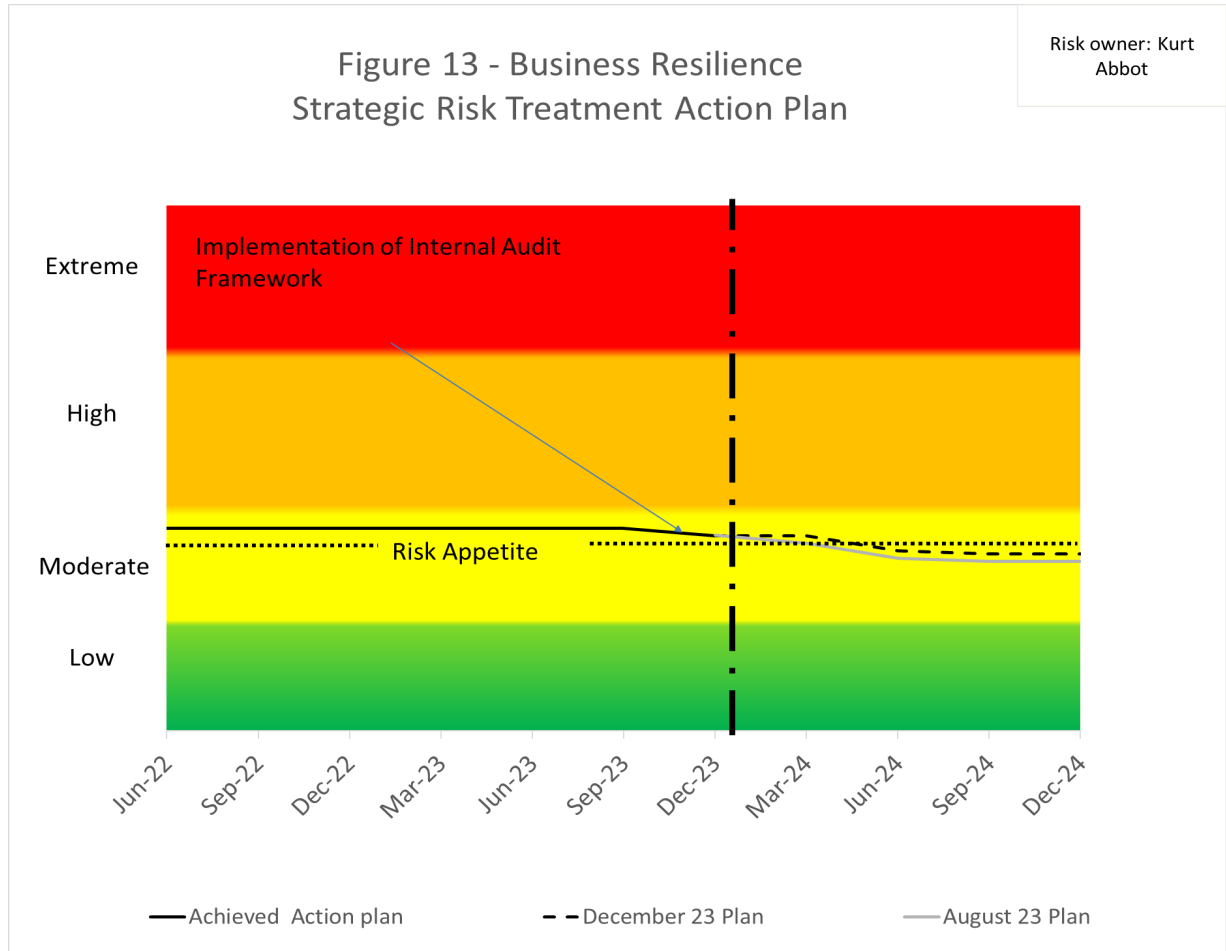 Risk owner: Kurt
Abbot
Figure 13 - Business Resilience
Strategic Risk Treatment Action Plan
Implementation of Internal Audit
Framework
Extreme
High
Risk Appetite
Moderate
Low
Jun-22
Sep-22
Dec-22
Mar-23
Jun-23
Sep-23
Dec-23
Mar-24
Jun-24
Sep-24
Dec-24
Achieved Action plan
December 23 Plan
August 23 Plan